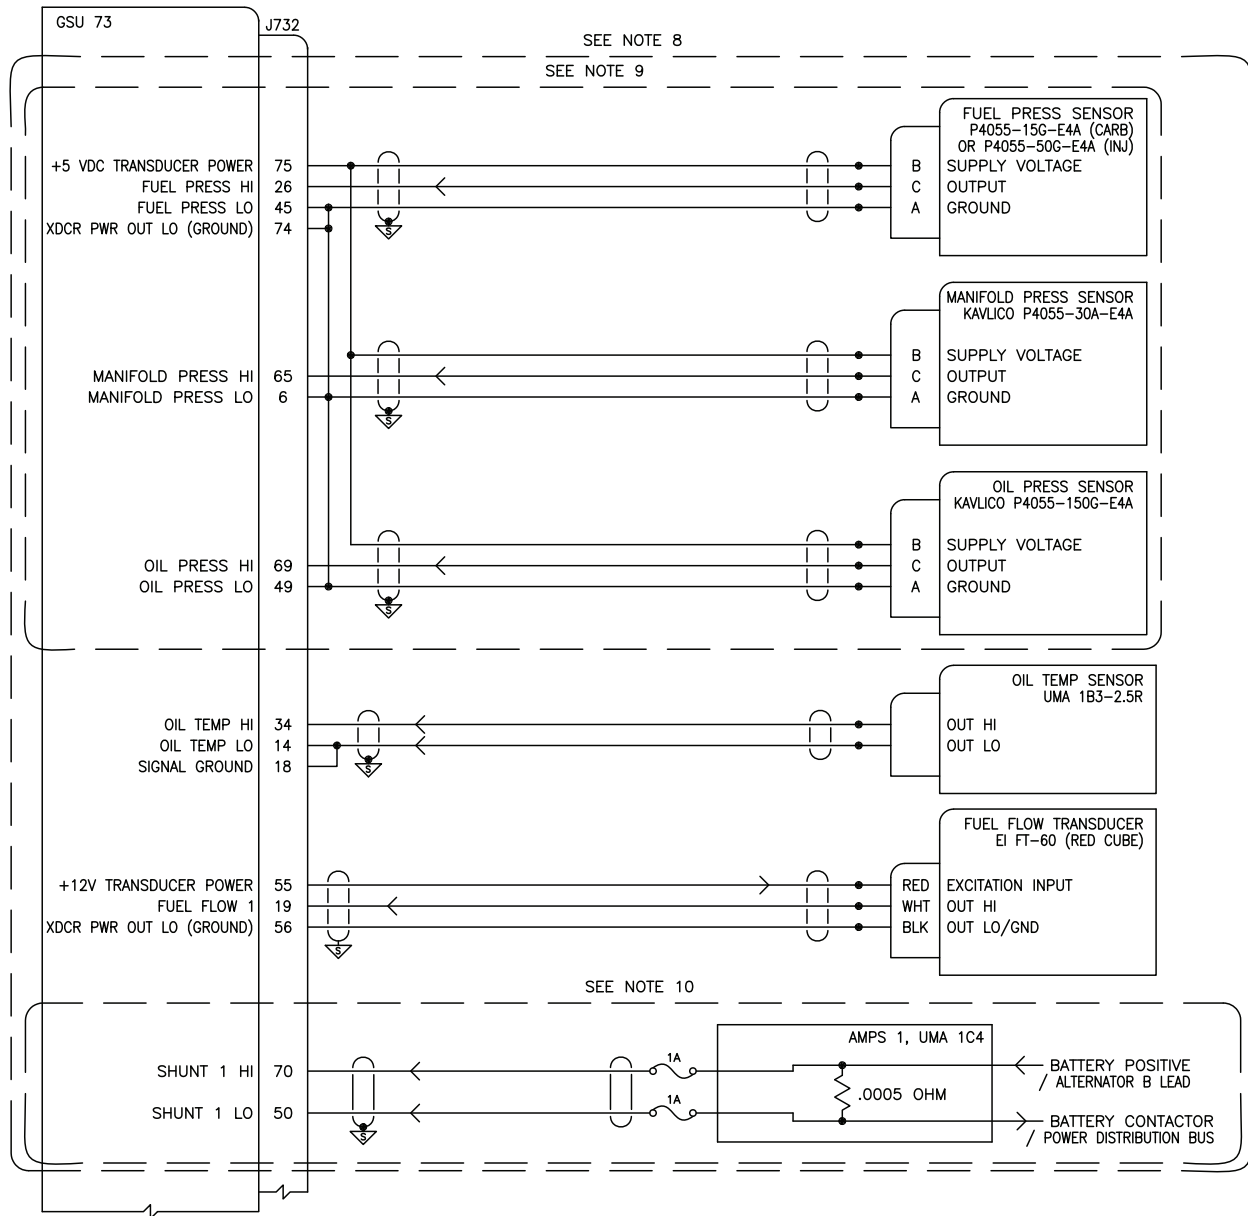 GSU 73
J732
SEE NOTE 8
SEE NOTE 9
FUEL PRESS SENSOR
P4055-15G-E4A (CARB)
OR P4055-50G-E4A (INJ)
+5 VDC TRANSDUCER POWER 75 B SUPPLY VOLTAGE
FUEL PRESS HI 26 C OUTPUT
FUEL PRESS LO 45 A GROUND
XDCR PWR OUT LO (GROUND) 74
S
MANIFOLD PRESS SENSOR
KAVLICO P4055-30A-E4A
B SUPPLY VOLTAGE
MANIFOLD PRESS HI 65 C OUTPUT
MANIFOLD PRESS LO 6 A GROUND
S
OIL PRESS SENSOR
KAVLICO P4055-150G-E4A
B SUPPLY VOLTAGE
OIL PRESS HI 69 C OUTPUT
OIL PRESS LO 49 A GROUND
S
OIL TEMP SENSOR
UMA 1B3-2.5R
OIL TEMP HI 34 OUT HI
OIL TEMP LO 14 OUT LO
SIGNAL GROUND 18
S
FUEL FLOW TRANSDUCER
EI FT-60 (RED CUBE)
+12V TRANSDUCER POWER 55 RED EXCITATION INPUT
FUEL FLOW 1 19 WHT OUT HI
XDCR PWR OUT LO (GROUND) 56 BLK OUT LO/GND
S
SEE NOTE 10
AMPS 1, UMA 1C4
SHUNT 1 HI 70 1A BATTERY POSITIVE
/ ALTERNATOR B LEAD
.0005 OHM
SHUNT 1 LO 50 1A BATTERY CONTACTOR
/ POWER DISTRIBUTION BUS
S